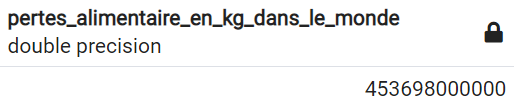 pertes_alimentaire_en_kg_dans_le_monde
double precision
453698000000